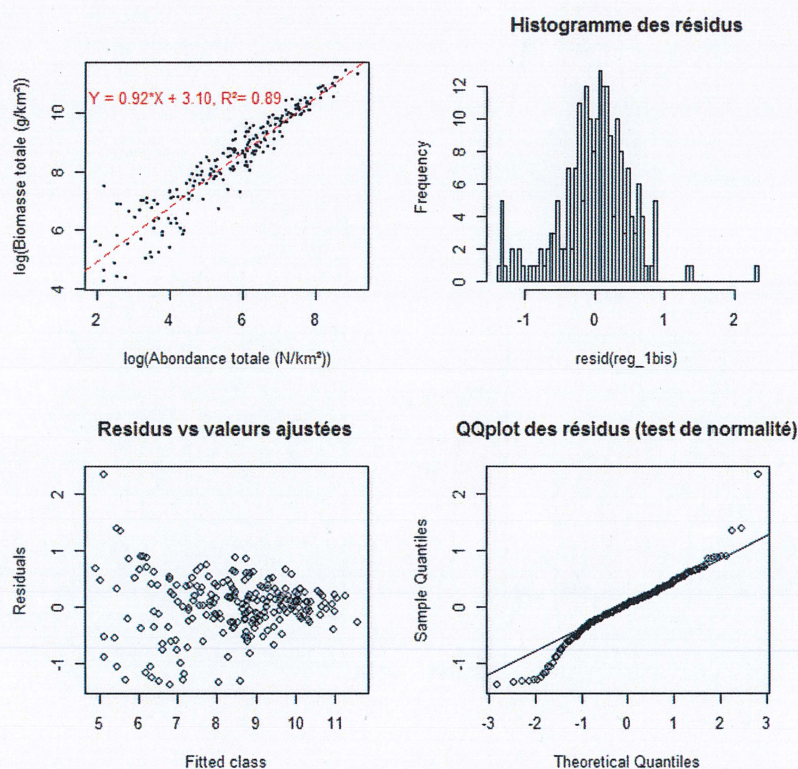 Y = 0.92*X + 3.10, R²= 0.89
log(Biomasse totale (g/km²))
4 6 8 10
2 4 6 8
log(Abondance totale (N/km²))
Histogramme des résidus
Frequency
0 2 4 6 8 10 12
-1 0 1 2
resid(reg_1bis)
Residus vs valeurs ajustées
Residuals
-1 0 1 2
5 6 7 8 9 10 11
Fitted class
QQplot des résidus (test de normalité)
Sample Quantiles
-1 0 1 2
-3 -2 -1 0 1 2 3
Theoretical Quantiles